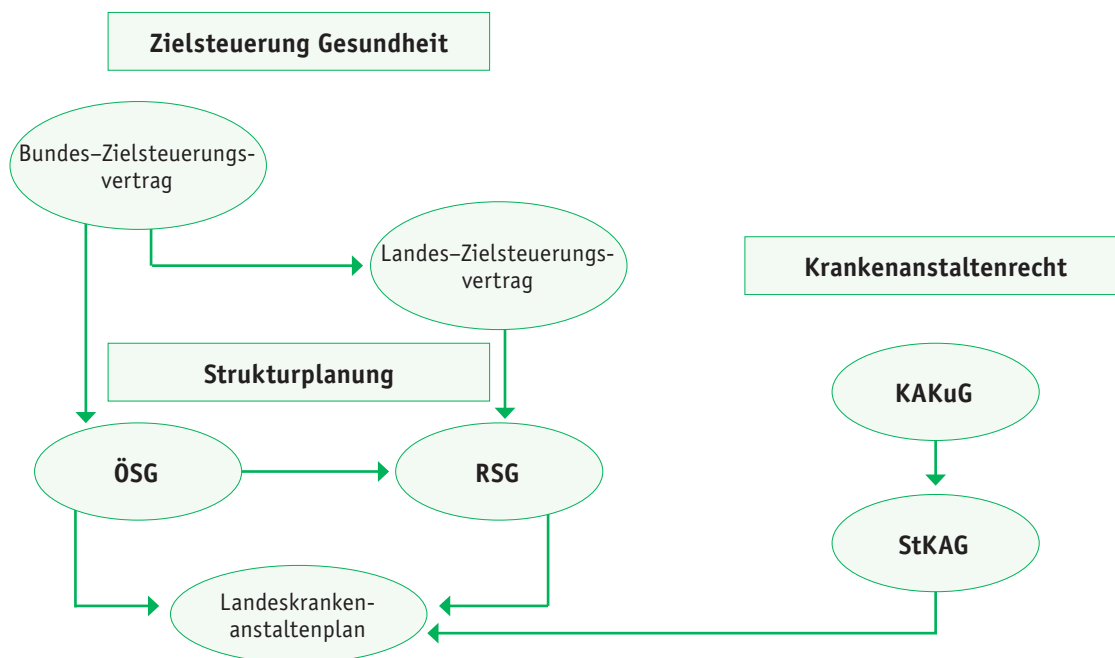 Zielsteuerung Gesundheit
Bundes–Zielsteuerungs-
vertrag
Landes–Zielsteuerungs-
vertrag
Krankenanstaltenrecht
Strukturplanung
KAKuG
ÖSG
RSG
StKAG
Landeskranken-
anstaltenplan